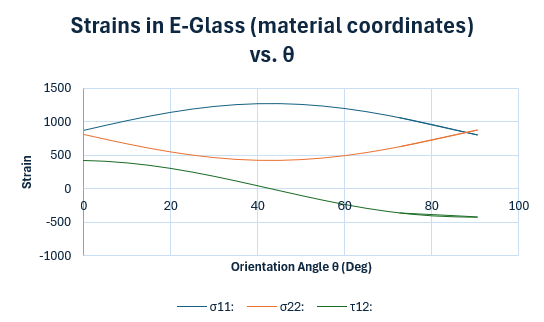 Strains in E-Glass (material coordinates)
vs. θ
1500
1000
500
0
-500
-1000
0 20 40 60 80 100
Strain
Orientation Angle θ (Deg)
σ11: σ22: τ12: